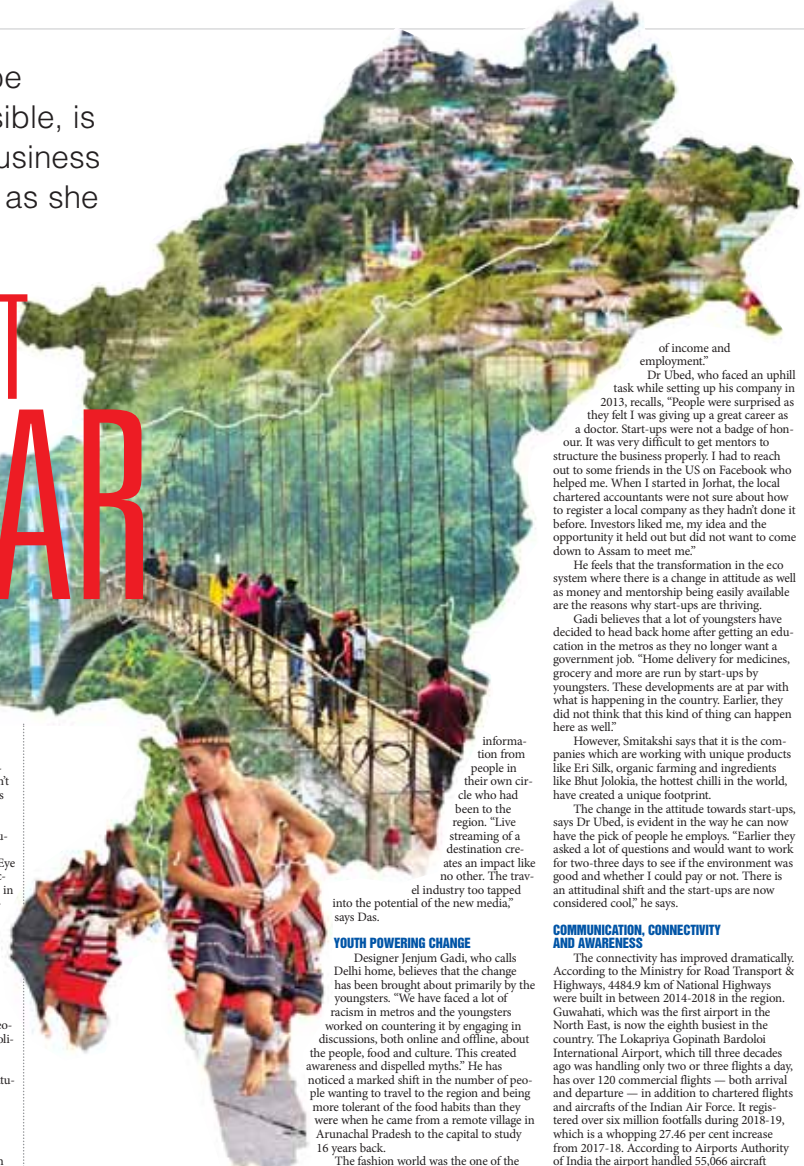 be
sible, is
usiness
as she
T
AR
n't
s
u-
Eye
t-
in
eo-
oli-
tu-
n
informa-
tion from
people in
their own cir-
cle who had
been to the
region. “Live
streaming of a
destination cre-
ates an impact like
no other. The trav-
el industry too tapped
into the potential of the new media,”
says Das.
YOUTH POWERING CHANGE
Designer Jenjum Gadi, who calls
Delhi home, believes that the change
has been brought about primarily by the
youngsters. “We have faced a lot of
racism in metros and the youngsters
worked on countering it by engaging in
discussions, both online and offline, about
the people, food and culture. This created
awareness and dispelled myths.” He has
noticed a marked shift in the number of peo-
ple wanting to travel to the region and being
more tolerant of the food habits than they
were when he came from a remote village in
Arunachal Pradesh to the capital to study
16 years back.
The fashion world was the one of the
of income and
employment.”
Dr Ubed, who faced an uphill
task while setting up his company in
2013, recalls, “People were surprised as
they felt I was giving up a great career as
a doctor. Start-ups were not a badge of hon-
our. It was very difficult to get mentors to
structure the business properly. I had to reach
out to some friends in the US on Facebook who
helped me. When I started in Jorhat, the local
chartered accountants were not sure about how
to register a local company as they hadn’t done it
before. Investors liked me, my idea and the
opportunity it held out but did not want to come
down to Assam to meet me.”
He feels that the transformation in the eco
system where there is a change in attitude as well
as money and mentorship being easily available
are the reasons why start-ups are thriving.
Gadi believes that a lot of youngsters have
decided to head back home after getting an edu-
cation in the metros as they no longer want a
government job. “Home delivery for medicines,
grocery and more are run by start-ups by
youngsters. These developments are at par with
what is happening in the country. Earlier, they
did not think that this kind of thing can happen
here as well.”
However, Smitakshi says that it is the com-
panies which are working with unique products
like Eri Silk, organic farming and ingredients
like Bhut Jolokia, the hottest chilli in the world,
have created a unique footprint.
The change in the attitude towards start-ups,
says Dr Ubed, is evident in the way he can now
have the pick of people he employs. “Earlier they
asked a lot of questions and would want to work
for two-three days to see if the environment was
good and whether I could pay or not. There is
an attitudinal shift and the start-ups are now
considered cool,” he says.
COMMUNICATION, CONNECTIVITY
AND AWARENESS
The connectivity has improved dramatically.
According to the Ministry for Road Transport &
Highways, 4484.9 km of National Highways
were built in between 2014-2018 in the region.
Guwahati, which was the first airport in the
North East, is now the eighth busiest in the
country. The Lokapriya Gopinath Bardoloi
International Airport, which till three decades
ago was handling only two or three flights a day,
has over 120 commercial flights — both arrival
and departure — in addition to chartered flights
and aircrafts of the Indian Air Force. It regis-
tered over six million footfalls during 2018-19,
which is a whopping 27.46 per cent increase
from 2017-18. According to Airports Authority
of India the airport handled 55,066 aircraft